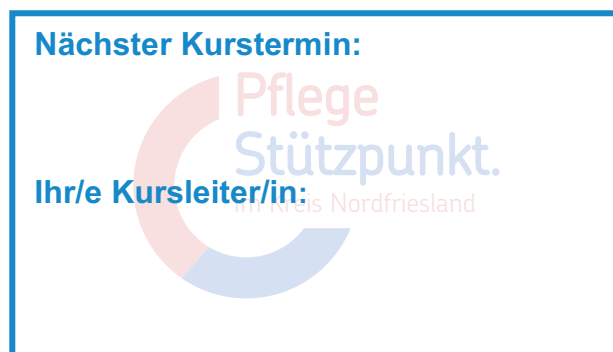 Nächster Kurstermin:
Pflege
Stützpunkt.
Ihr/e Kursleiter/in:
im Kreis Nordfriesland